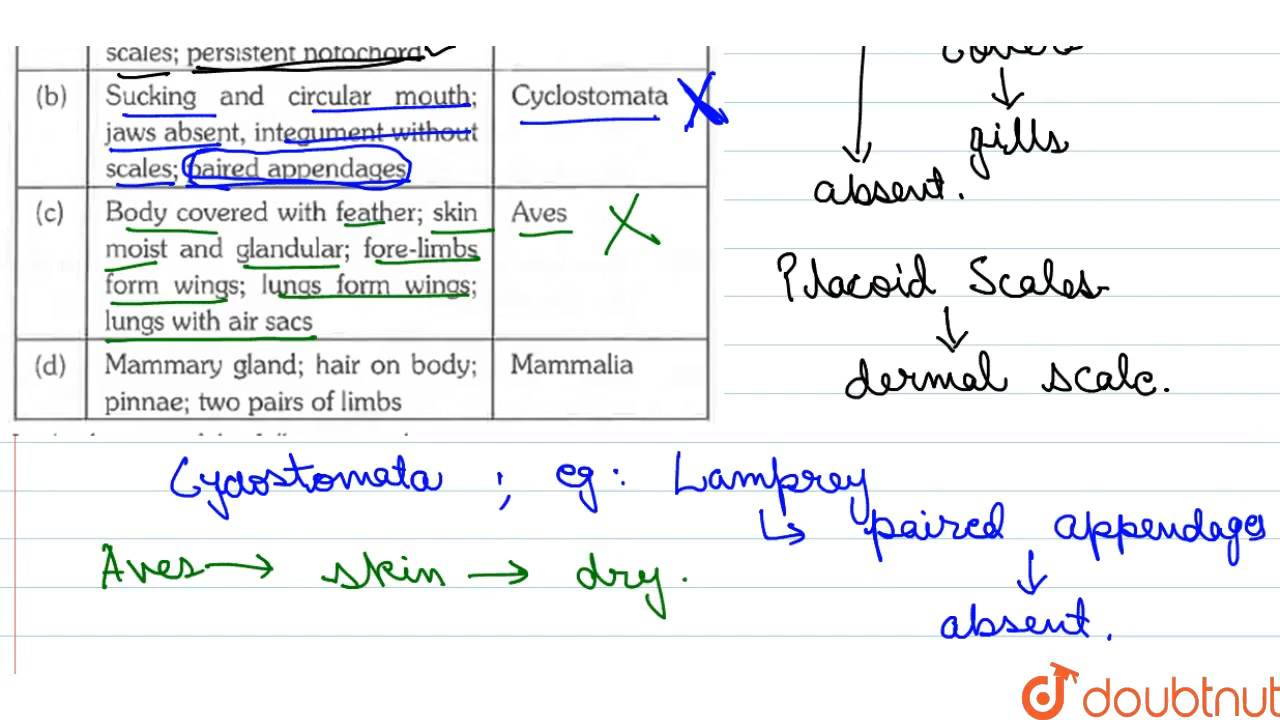 scales; persistent notochord
(b) Sucking and circular mouth; Cyclostomata
jaws absent, integument without
scales; paired appendages
(c) Body covered with feather; skin Aves
moist and glandular; fore-limbs
form wings; lungs form wings;
lungs with air sacs
(d) Mammary gland; hair on body; Mammalia
pinnae; two pairs of limbs
gills
absent.
Placoid Scales
dermal scale.
Cyclostomata ; eg: Lamprey
paired appendages
absent.
Aves → skin → dry.
doubtnut